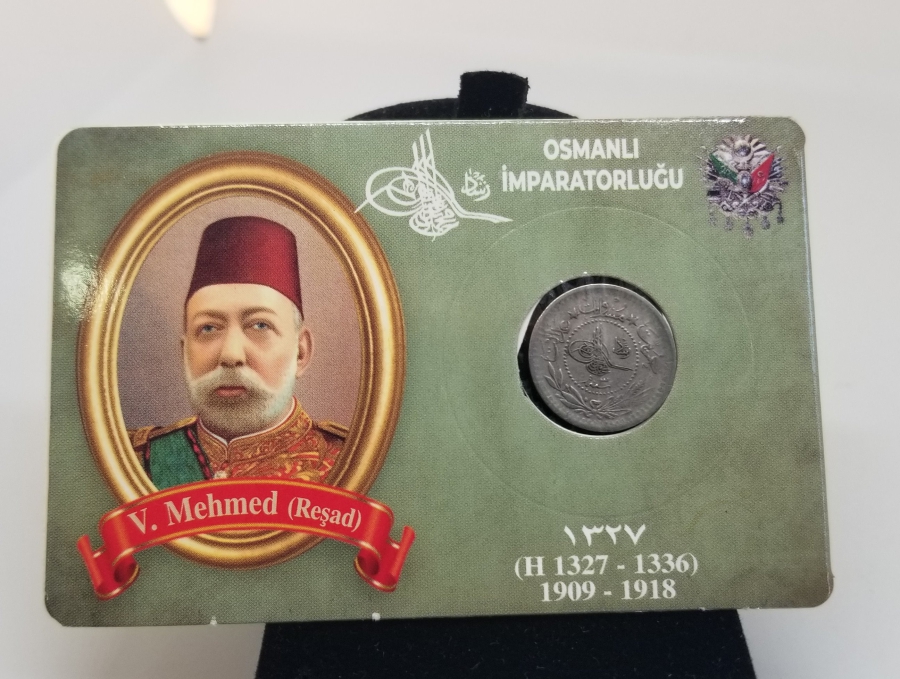 OSMANLI
İMPARATORLUĞU
V. Mehmed (Reşad)
١٣٢٧
(H 1327 - 1336)
1909 - 1918